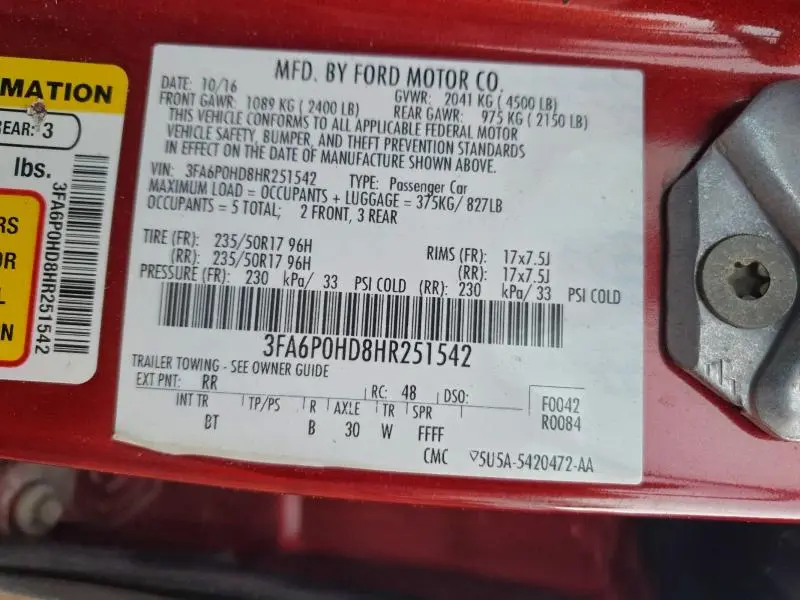 MATION
REAR: 3
lbs.
RS
OR
L
N
3FA6P0HD8HR251542
MFD. BY FORD MOTOR CO.
DATE: 10/16 GVWR: 2041 KG ( 4500 LB)
FRONT GAWR: 1089 KG ( 2400 LB) REAR GAWR: 975 KG ( 2150 LB)
THIS VEHICLE CONFORMS TO ALL APPLICABLE FEDERAL MOTOR
VEHICLE SAFETY, BUMPER, AND THEFT PREVENTION STANDARDS
IN EFFECT ON THE DATE OF MANUFACTURE SHOWN ABOVE.
VIN: 3FA6P0HD8HR251542 TYPE: Passenger Car
MAXIMUM LOAD = OCCUPANTS + LUGGAGE = 375KG/ 827LB
OCCUPANTS = 5 TOTAL; 2 FRONT, 3 REAR
TIRE (FR): 235/50R17 96H RIMS (FR): 17x7.5J
(RR): 235/50R17 96H (RR): 17x7.5J
PRESSURE (FR): 230 kPa/ 33 PSI COLD (RR): 230 kPa/ 33 PSI COLD
3FA6P0HD8HR251542
TRAILER TOWING - SEE OWNER GUIDE
EXT PNT: RR RC: 48 DSO: F0042
INT TR TP/PS R AXLE TR SPR R0084
BT B 30 W FFFF
CMC ▽5U5A-5420472-AA